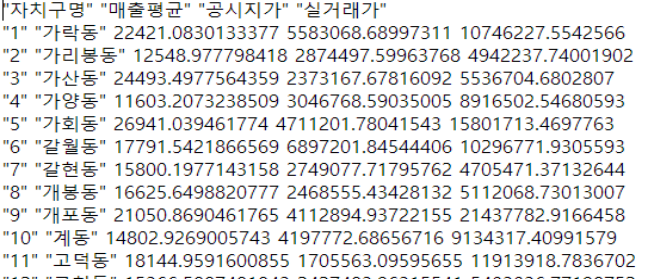 "자치구명" "매출평균" "공시지가" "실거래가"
"1" "가락동" 22421.0830133377 5583068.68997311 10746227.5542566
"2" "가리봉동" 12548.977798418 2874497.59963768 4942237.74001902
"3" "가산동" 24493.4977564359 2373167.67816092 5536704.6802807
"4" "가양동" 11603.2073238509 3046768.59035005 8916502.54680593
"5" "가회동" 26941.039461774 4711201.78041543 15801713.4697763
"6" "갈월동" 17791.5421866569 6897201.84544406 10296771.9305593
"7" "갈현동" 15800.1977143158 2749077.71795762 4705471.37132644
"8" "개봉동" 16625.6498820777 2468555.43428132 5112068.73013007
"9" "개포동" 21050.8690461765 4112894.93722155 21437782.9166458
"10" "계동" 14802.9269005743 4197772.68656716 9134317.40991579
"11" "고덕동" 18144.9591600855 1705563.09595655 11913918.7836702